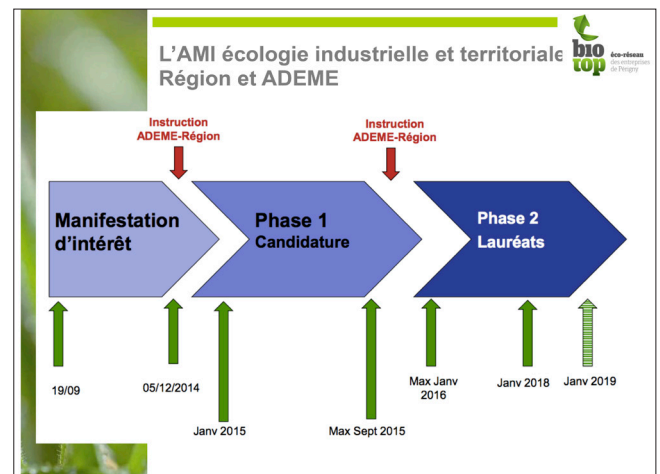 L'AMI écologie industrielle et territoriale
Région et ADEME
bio
top
éco-réseau
des entreprises
de Périgny
Instruction
ADEME-Région
Instruction
ADEME-Région
Manifestation
d'intérêt
Phase 1
Candidature
Phase 2
Lauréats
19/09
05/12/2014
Janv 2015
Max Sept 2015
Max Janv
2016
Janv 2018
Janv 2019